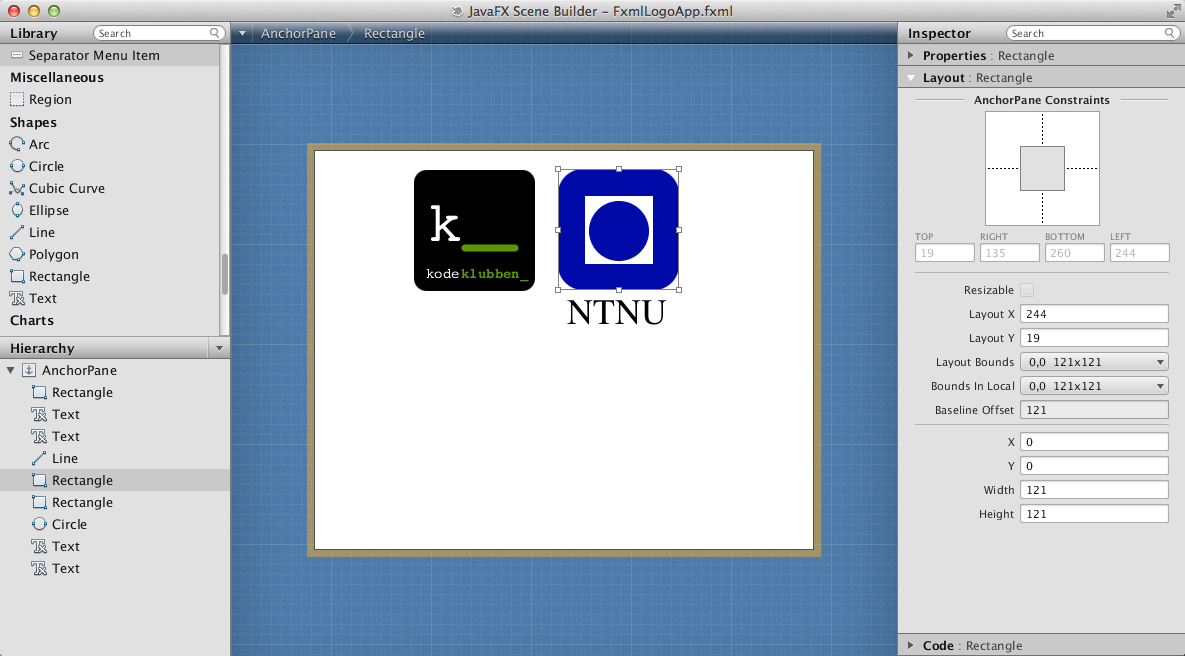 JavaFX Scene Builder – FxmlLogoApp.fxml
Library
Search
Separator Menu Item
Miscellaneous
Region
Shapes
Arc
Circle
Cubic Curve
Ellipse
Line
Polygon
Rectangle
Text
Charts
Hierarchy
AnchorPane
Rectangle
Text
Text
Line
Rectangle
Rectangle
Circle
Text
Text
AnchorPane
Rectangle
k
kodeklubben_
NTNU
Inspector
Search
Properties : Rectangle
Layout : Rectangle
AnchorPane Constraints
TOP RIGHT BOTTOM LEFT
19 135 260 244
Resizable
Layout X 244
Layout Y 19
Layout Bounds 0,0 121x121
Bounds In Local 0,0 121x121
Baseline Offset 121
X 0
Y 0
Width 121
Height 121
Code : Rectangle